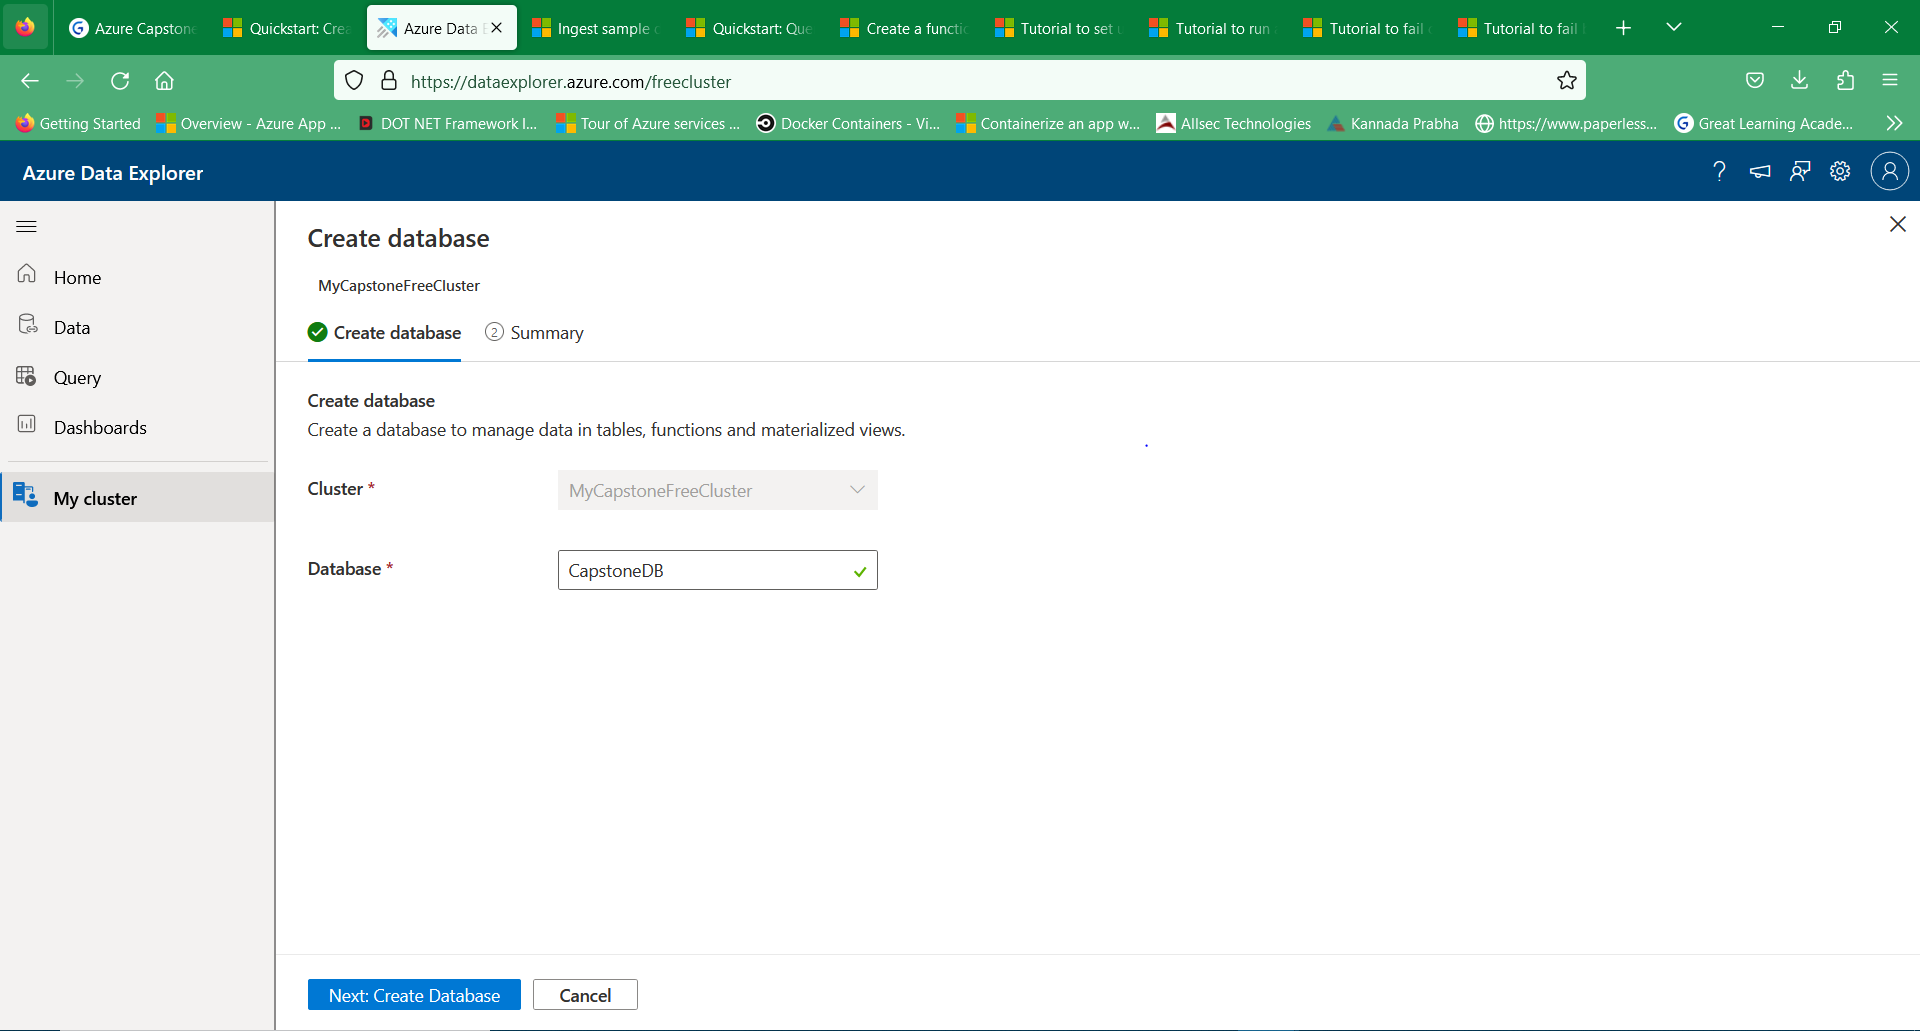 Azure Capstone
Quickstart: Crea
Azure Data E
Ingest sample
Quickstart: Que
Create a functio
Tutorial to set u
Tutorial to run
Tutorial to fail
Tutorial to fail
https://dataexplorer.azure.com/freecluster
Getting Started
Overview - Azure App ...
DOT NET Framework I...
Tour of Azure services ...
Docker Containers - Vi...
Containerize an app w...
Allsec Technologies
Kannada Prabha
https://www.paperless...
Great Learning Acade...
Azure Data Explorer
Home
Data
Query
Dashboards
My cluster
Create database
MyCapstoneFreeCluster
Create database
2 Summary
Create database
Create a database to manage data in tables, functions and materialized views.
Cluster *
MyCapstoneFreeCluster
Database *
CapstoneDB
Next: Create Database
Cancel